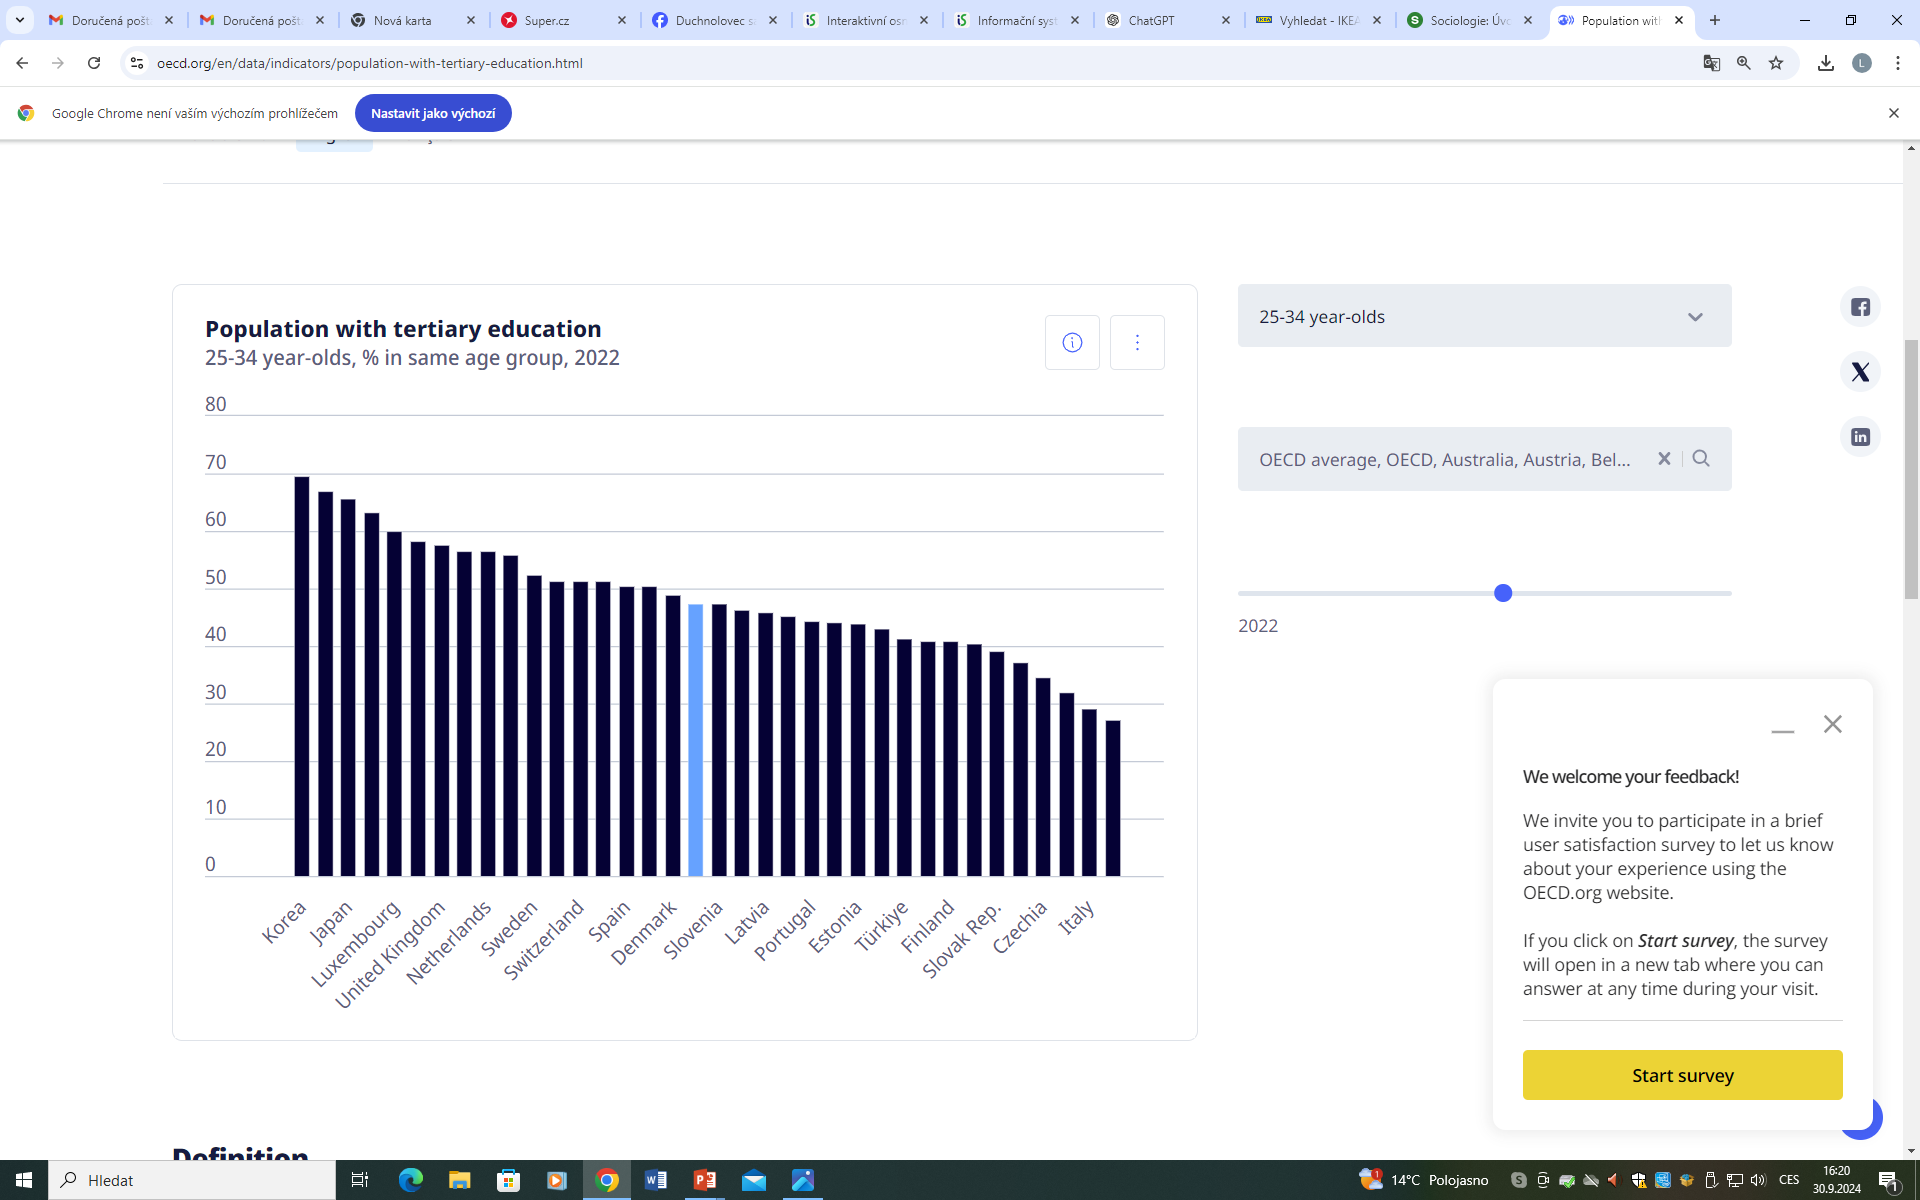 Doručená pošt
Doručená pošt
Nová karta
Super.cz
Duchnolovec s
Interaktivní osn
Informační syst
ChatGPT
Vyhledat - IKEA
Sociologie: Úvo
Population with
oecd.org/en/data/indicators/population-with-tertiary-education.html
L
Google Chrome není vaším výchozím prohlížečem
Nastavit jako výchozí
Population with tertiary education
25-34 year-olds, % in same age group, 2022
80
70
60
50
40
30
20
10
0
Korea
Japan
Luxembourg
United Kingdom
Netherlands
Sweden
Switzerland
Spain
Denmark
Slovenia
Latvia
Portugal
Estonia
Türkiye
Finland
Slovak Rep.
Czechia
Italy
25-34 year-olds
OECD average, OECD, Australia, Austria, Bel...
2022
We welcome your feedback!
We invite you to participate in a brief
user satisfaction survey to let us know
about your experience using the
OECD.org website.
If you click on Start survey, the survey
will open in a new tab where you can
answer at any time during your visit.
Start survey
Definition
Hledat
14°C Polojasno
CES
16:20
30.9.2024
1